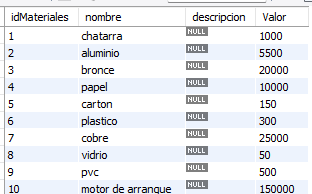 idMateriales nombre descripcion Valor
1 chatarra NULL 1000
2 aluminio NULL 5500
3 bronce NULL 20000
4 papel NULL 10000
5 carton NULL 150
6 plastico NULL 300
7 cobre NULL 25000
8 vidrio NULL 50
9 pvc NULL 500
10 motor de arranque NULL 150000